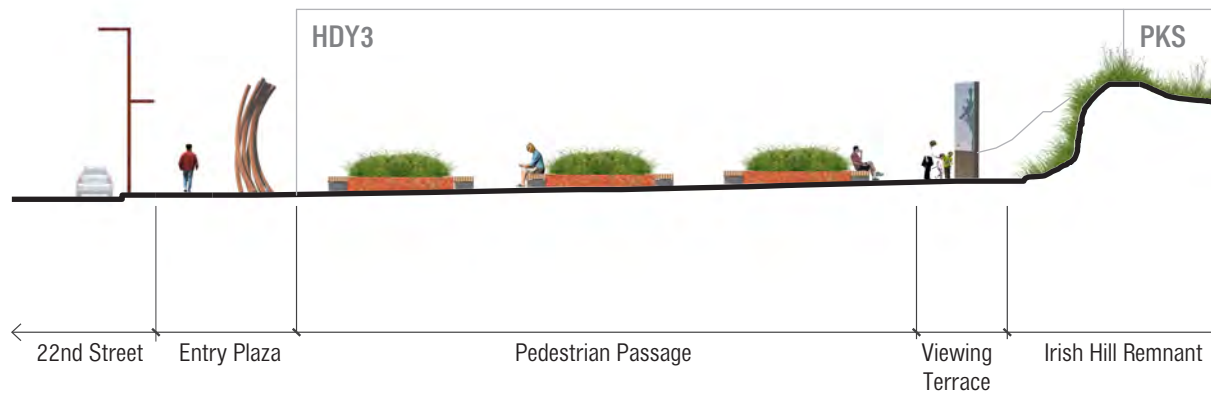 HDY3
PKS
22nd Street
Entry Plaza
Pedestrian Passage
Viewing
Terrace
Irish Hill Remnant